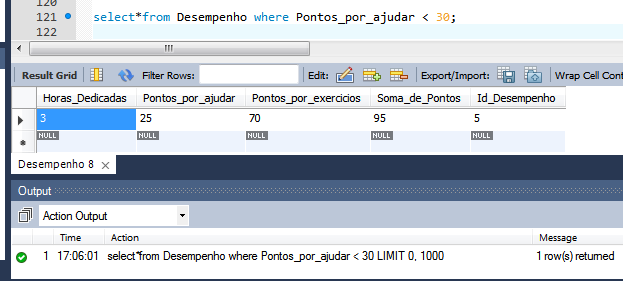 120
121 select*from Desempenho where Pontos_por_ajudar < 30;
122
Result Grid Filter Rows: Edit: Export/Import: Wrap Cell Cont
Horas_Dedicadas Pontos_por_ajudar Pontos_por_exercicios Soma_de_Pontos Id_Desempenho
3 25 70 95 5
NULL NULL NULL NULL NULL
Desempenho 8
Output
Action Output
Time Action Message
1 17:06:01 select*from Desempenho where Pontos_por_ajudar < 30 LIMIT 0, 1000 1 row(s) returned